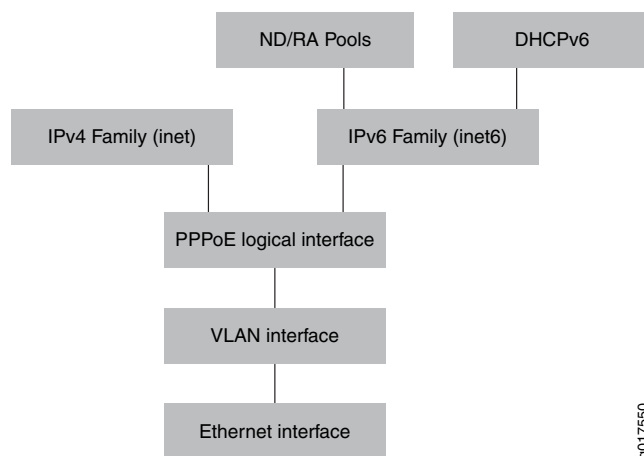 ND/RA Pools
DHCPv6
IPv4 Family (inet)
IPv6 Family (inet6)
PPPoE logical interface
VLAN interface
Ethernet interface
g017550